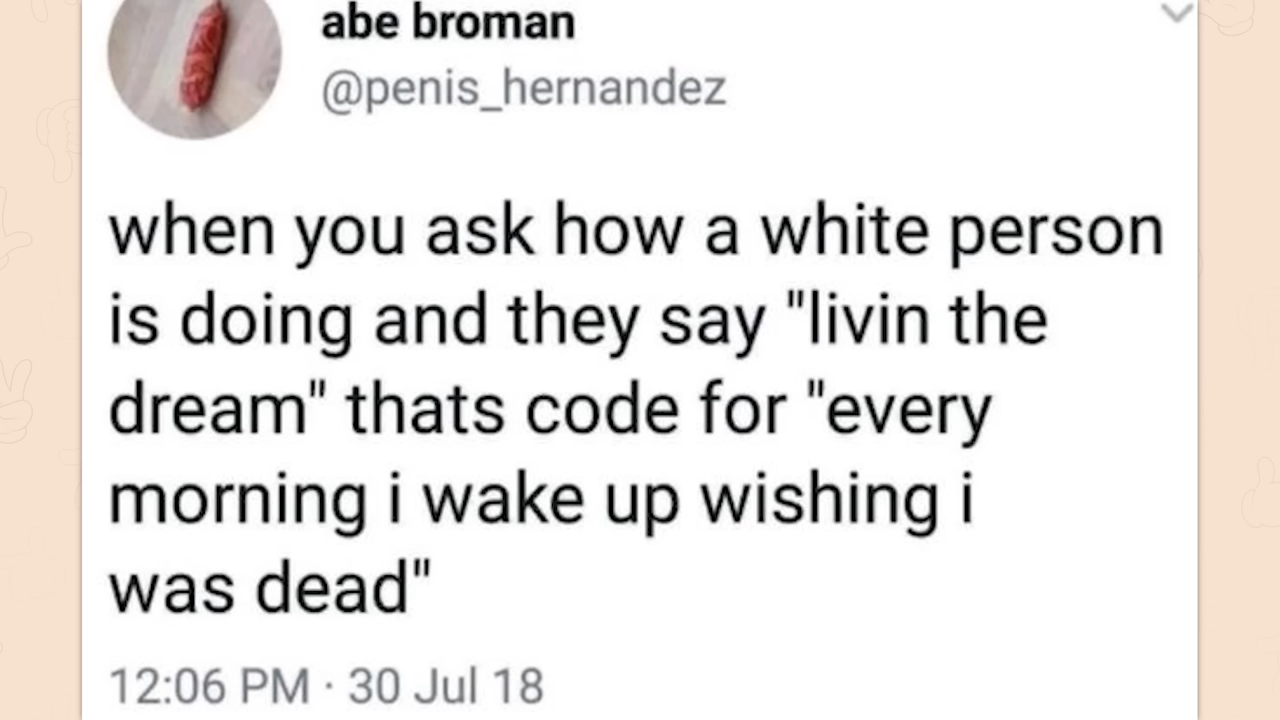 abe broman
@penis_hernandez
when you ask how a white person
is doing and they say "livin the
dream" thats code for "every
morning i wake up wishing i
was dead"
12:06 PM · 30 Jul 18